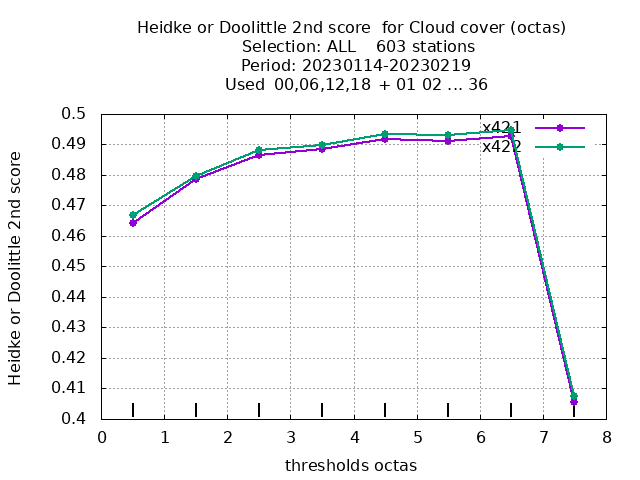 Heidke or Doolittle 2nd score  for Cloud cover (octas)
Selection: ALL    603 stations
Period: 20230114-20230219
Used  00,06,12,18 + 01 02 ... 36
Heidke or Doolittle 2nd score
0.5
0.49
0.48
0.47
0.46
0.45
0.44
0.43
0.42
0.41
0.4
x421
x422
0 1 2 3 4 5 6 7 8
thresholds octas